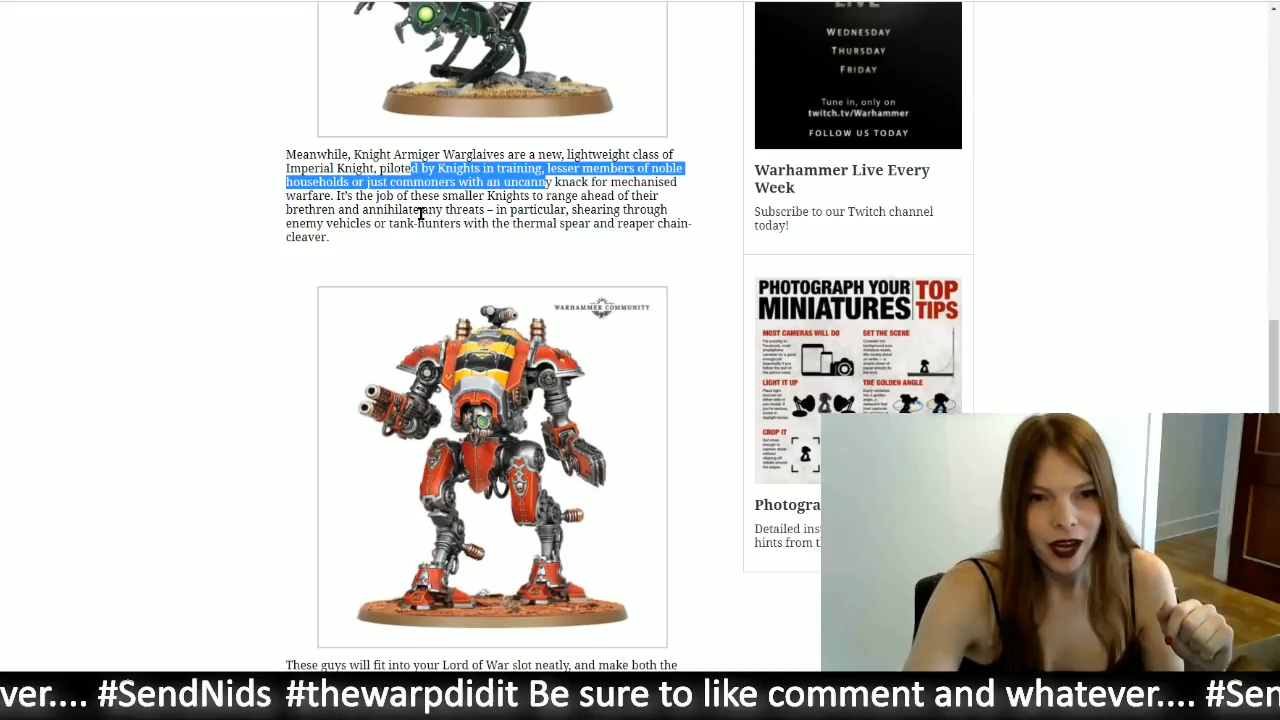 LIVE
WEDNESDAY
THURSDAY
FRIDAY
Tune in, only on
twitch.tv/Warhammer
FOLLOW US TODAY
Meanwhile, Knight Armiger Warglaives are a new, lightweight class of
Imperial Knight, piloted by Knights in training, lesser members of noble
households or just commoners with an uncanny knack for mechanised
warfare. It's the job of these smaller Knights to range ahead of their
brethren and annihilate any threats – in particular, shearing through
enemy vehicles or tank-hunters with the thermal spear and reaper chain-
cleaver.
Warhammer Live Every
Week
Subscribe to our Twitch channel
today!
WARHAMMER COMMUNITY
PHOTOGRAPH YOUR
MINIATURES
TOP
TIPS
MOST CAMERAS WILL DO
SET THE SCENE
LIGHT IT UP
THE GOLDEN ANGLE
CROP IT
Photogra
Detailed ins
hints from t
These guys will fit into your Lord of War slot neatly, and make both the
ver.... #SendNids #thewarpdidit Be sure to like comment and whatever.... #Sen